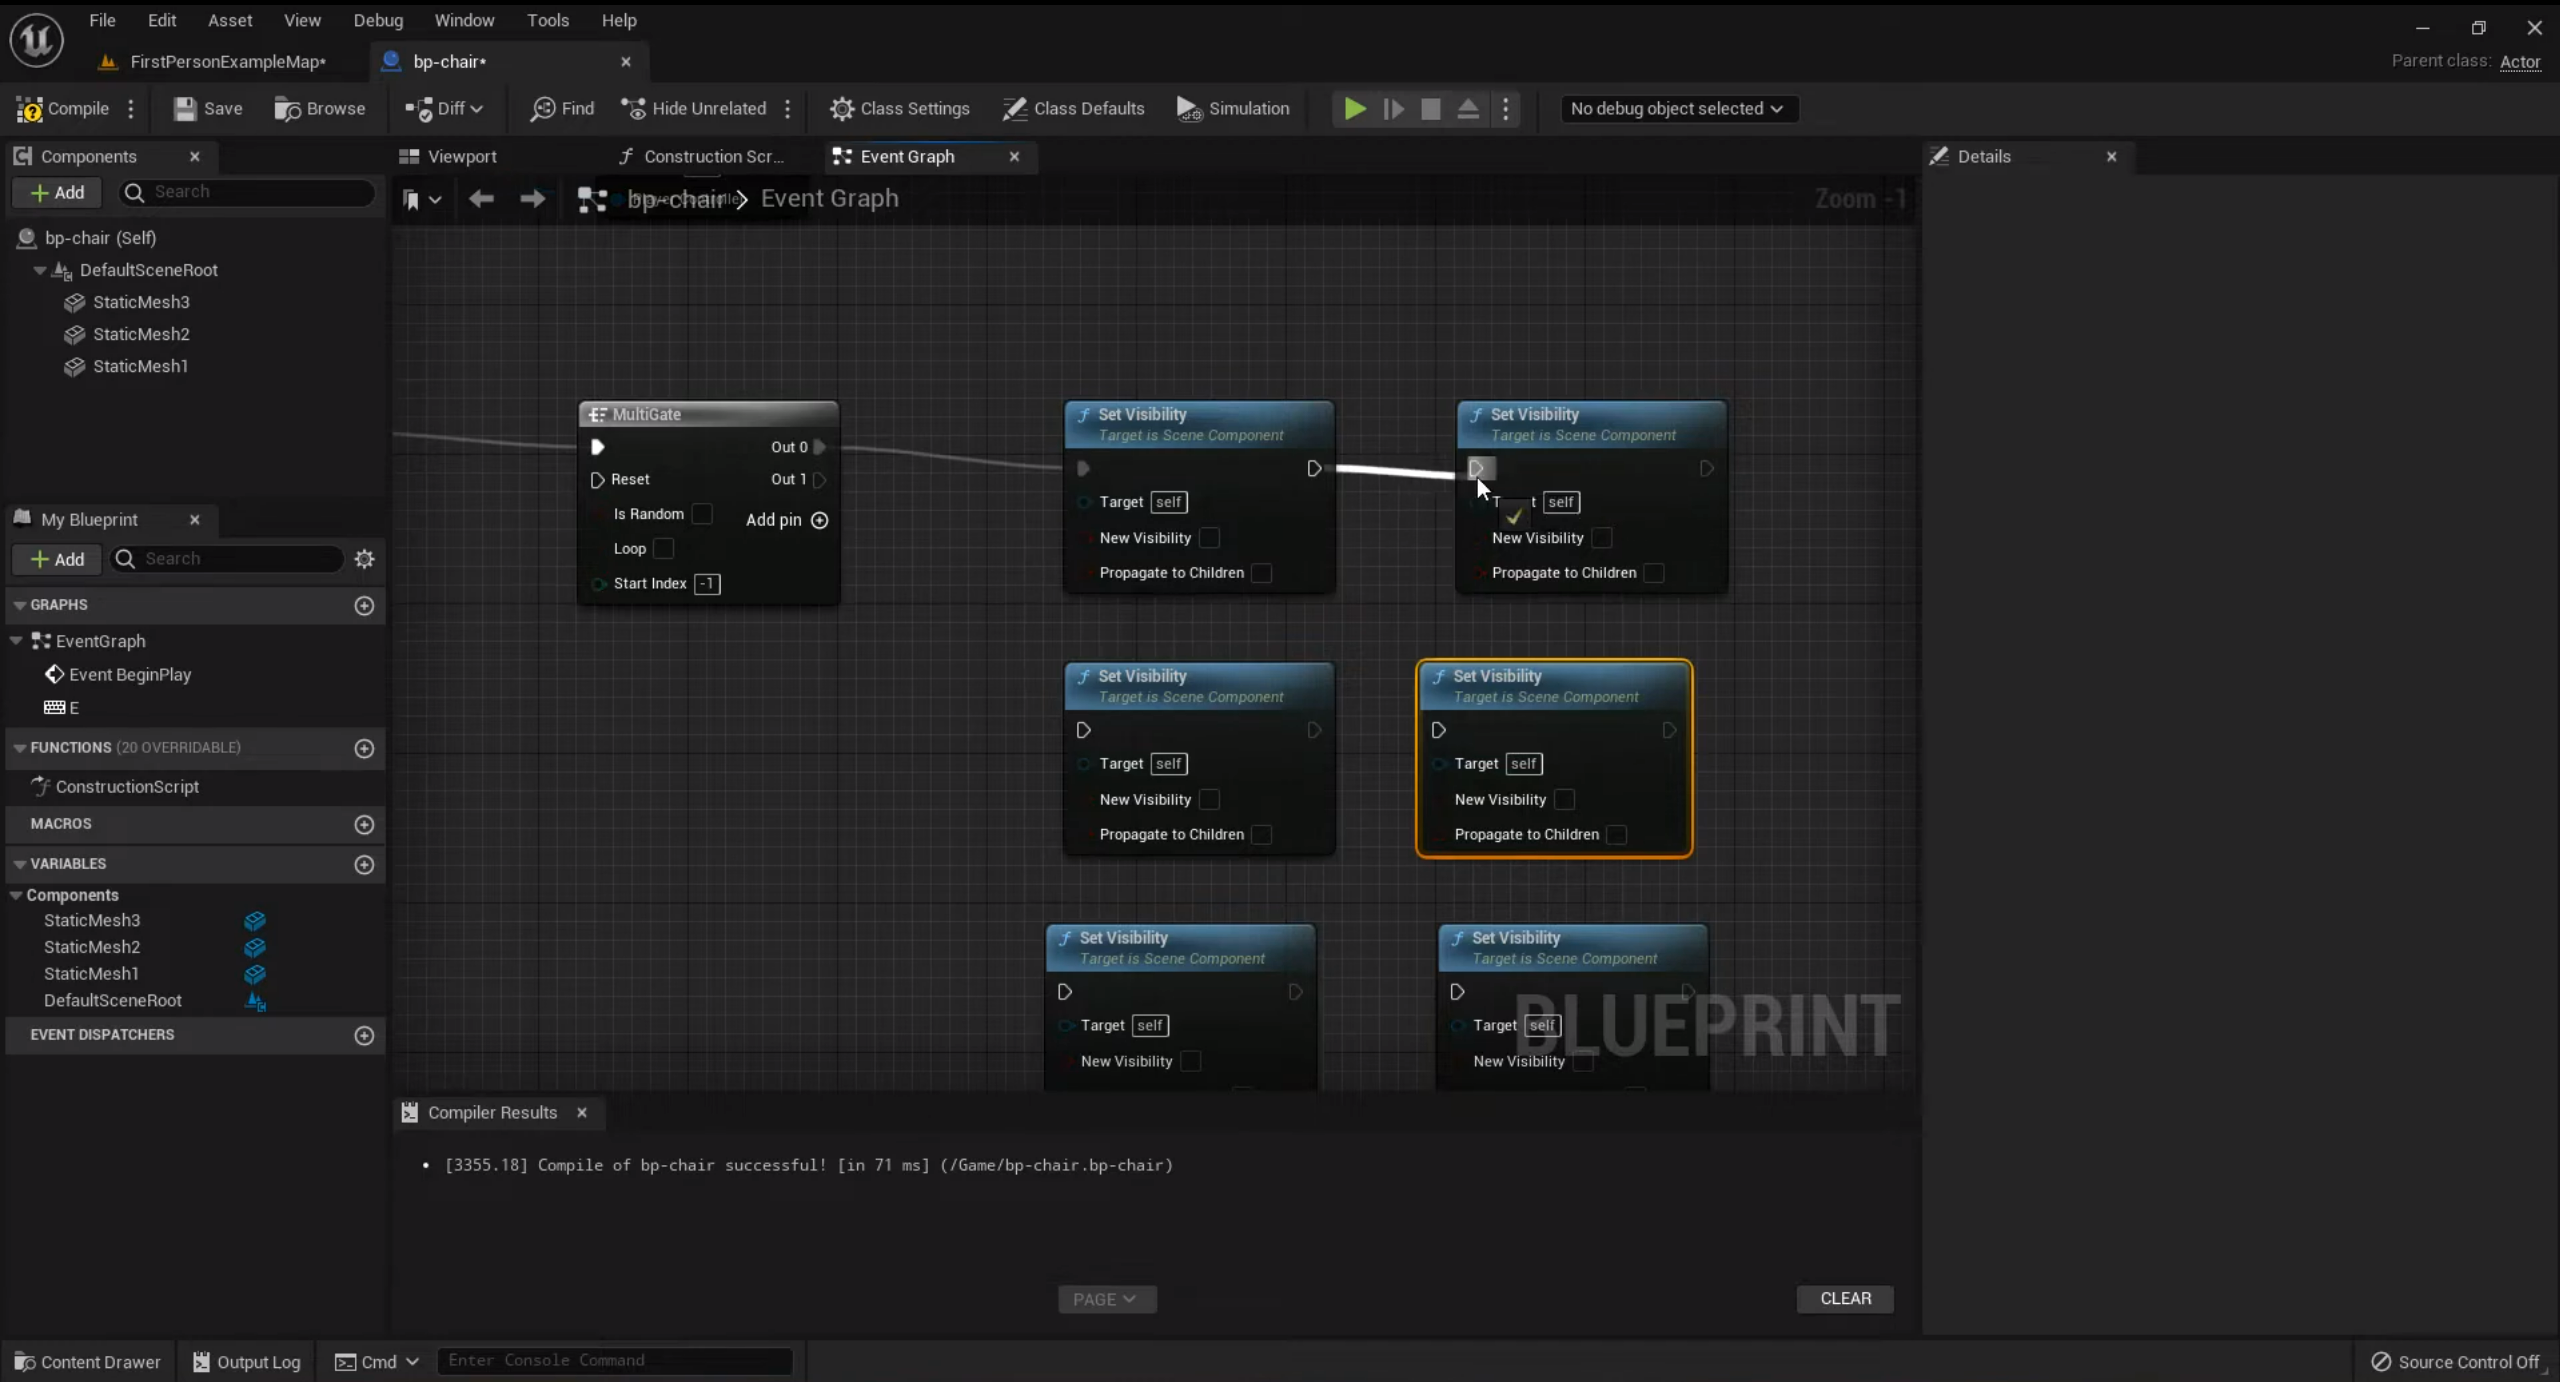 File Edit Asset View Debug Window Tools Help
FirstPersonExampleMap*
bp-chair*
Parent class: Actor
Compile
Save
Browse
Diff
Find
Hide Unrelated
Class Settings
Class Defaults
Simulation
No debug object selected
Components
Add
Search
bp-chair (Self)
DefaultSceneRoot
StaticMesh3
StaticMesh2
StaticMesh1
My Blueprint
Add
Search
GRAPHS
EventGraph
Event BeginPlay
E
FUNCTIONS (20 OVERRIDABLE)
ConstructionScript
MACROS
VARIABLES
Components
StaticMesh3
StaticMesh2
StaticMesh1
DefaultSceneRoot
EVENT DISPATCHERS
Viewport
Construction Scr...
Event Graph
bp-chair > Event Graph
Zoom -1
MultiGate
Out 0
Reset
Out 1
Is Random
Add pin
Loop
Start Index -1
Set Visibility
Target is Scene Component
Target self
New Visibility
Propagate to Children
Set Visibility
Target is Scene Component
self
New Visibility
Propagate to Children
Set Visibility
Target is Scene Component
Target self
New Visibility
Propagate to Children
Set Visibility
Target is Scene Component
Target self
New Visibility
Propagate to Children
Set Visibility
Target is Scene Component
Target self
New Visibility
Set Visibility
Target is Scene Component
Target self
New Visibility
BLUEPRINT
Details
Compiler Results
[3355.18] Compile of bp-chair successful! [in 71 ms] (/Game/bp-chair.bp-chair)
PAGE
CLEAR
Content Drawer
Output Log
Cmd
Enter Console Command
Source Control Off